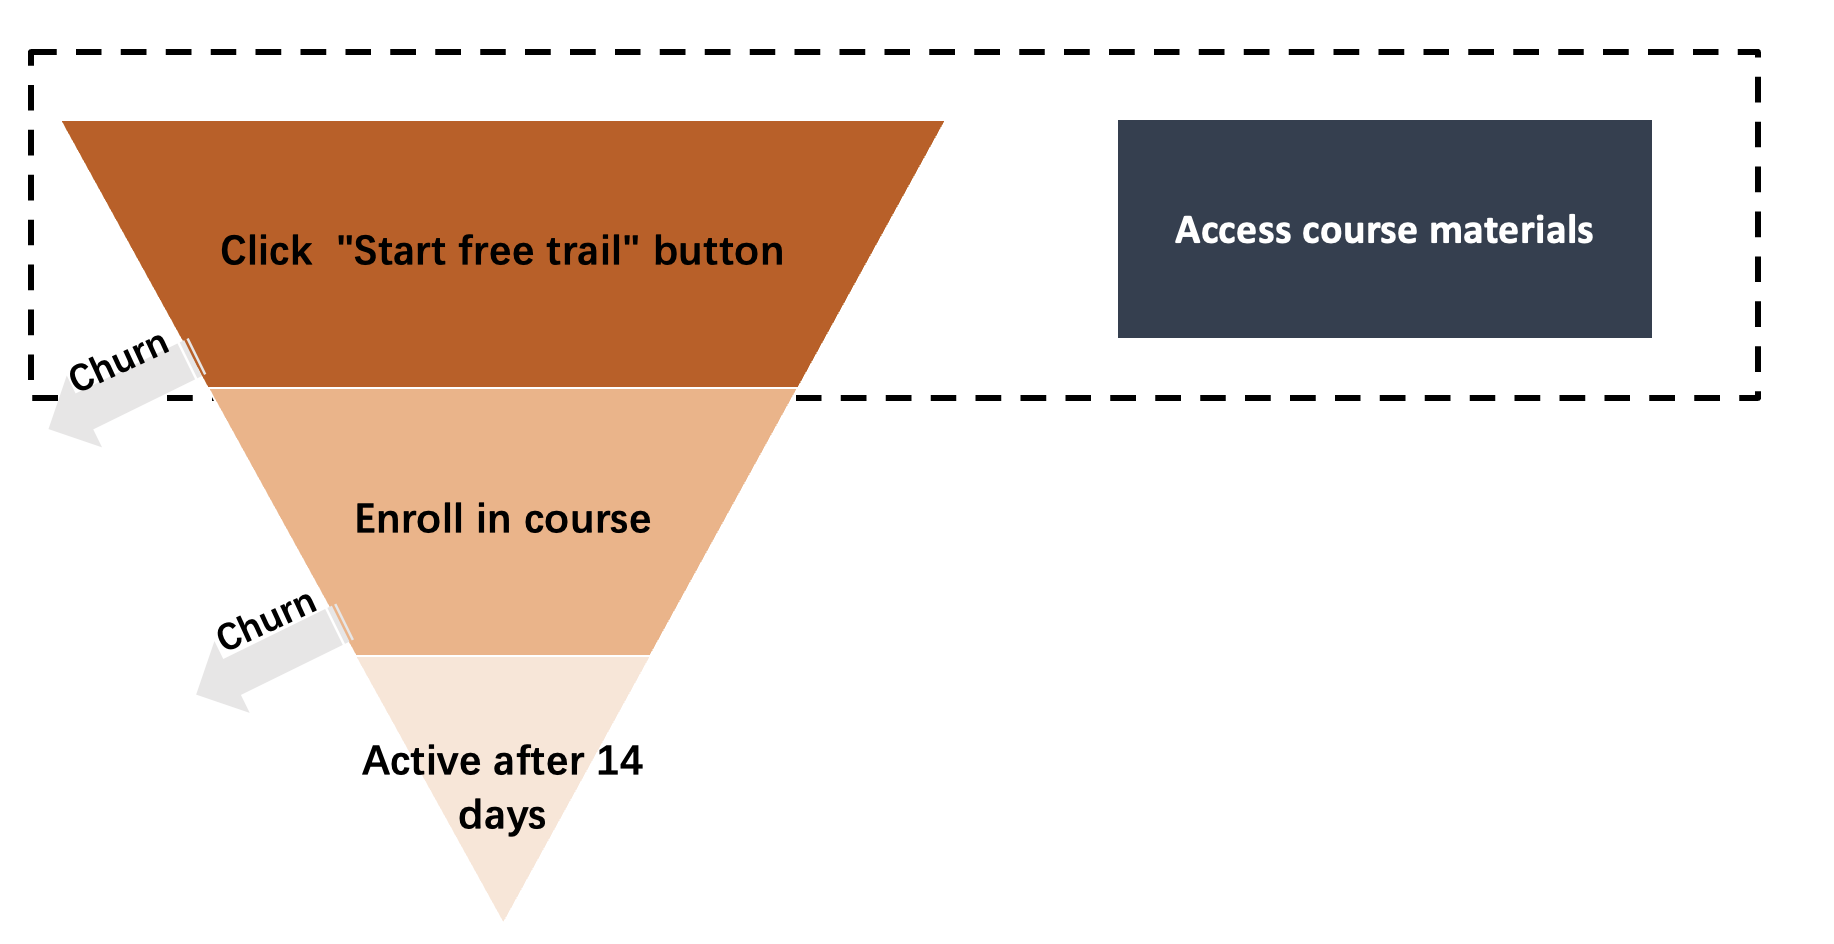 Click  "Start free trail" button
Access course materials
Churn
Enroll in course
Churn
Active after 14
days